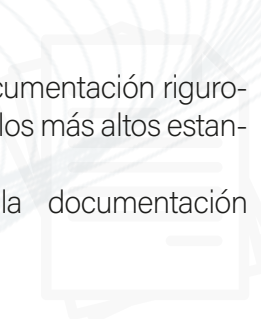 cumentación riguro-
los más altos estan-
la documentación